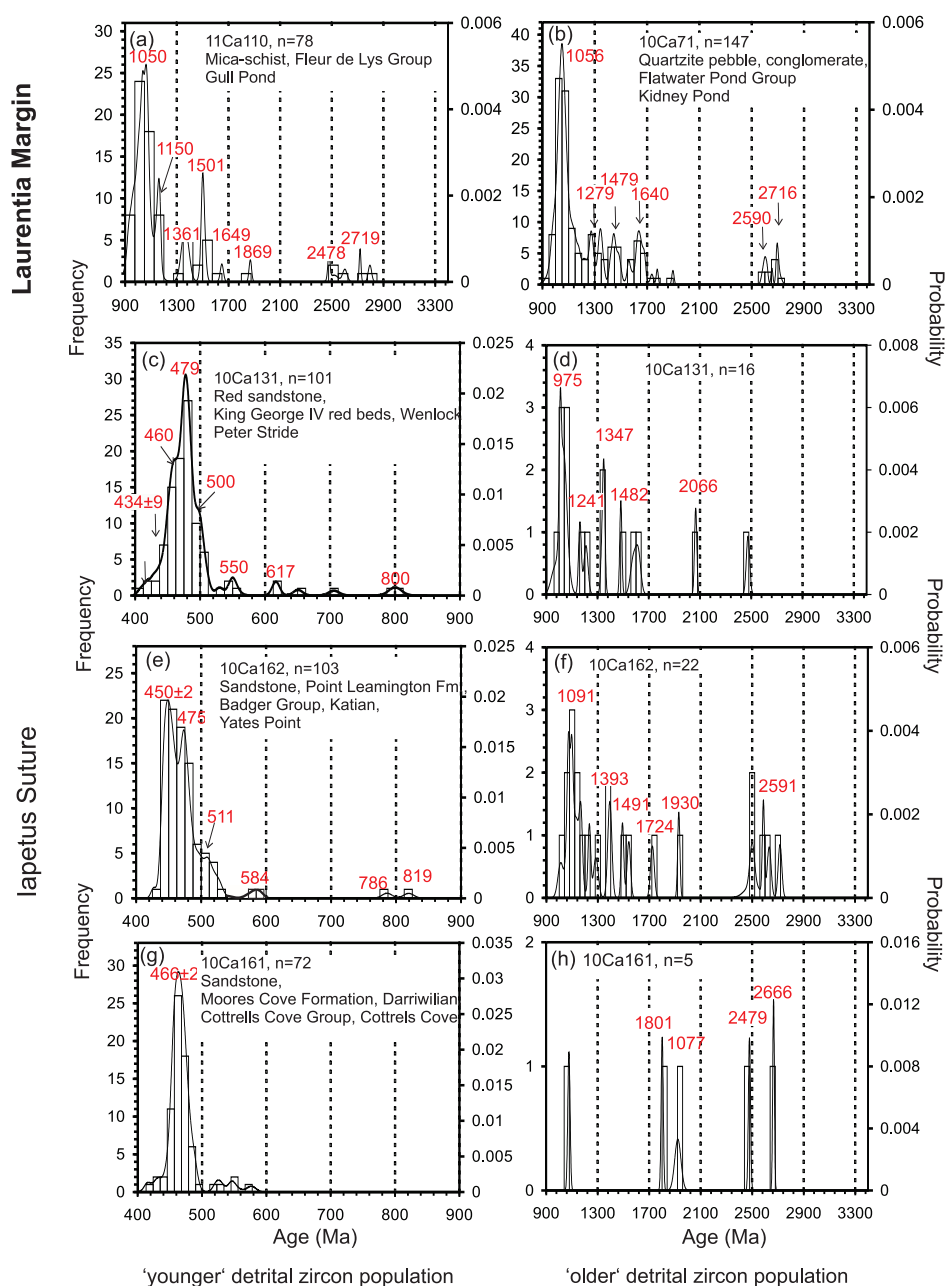 Laurentia Margin
Iapetus Suture
(a)
11Ca110, n=78
Mica-schist, Fleur de Lys Group
Gull Pond
1050
1150
1361
1501
1649
1869
2478
2719
30
25
20
15
10
5
0
0.006
0.004
0.002
0
900 1300 1700 2100 2500 2900 3300
Frequency
(b)
10Ca71, n=147
Quartzite pebble, conglomerate,
Flatwater Pond Group
Kidney Pond
1056
1279
1479
1640
2590
2716
40
35
30
25
20
15
10
5
0
0.006
0.004
0.002
0
900 1300 1700 2100 2500 2900 3300
Probability
(c)
10Ca131, n=101
Red sandstone,
King George IV red beds, Wenlock
Peter Stride
479
460
434±9
500
550
617
800
35
30
25
20
15
10
5
0
0.025
0.02
0.015
0.01
0.005
0
400 500 600 700 800 900
Frequency
(d)
10Ca131, n=16
975
1241
1347
1482
2066
4
3
2
1
0
0.008
0.006
0.004
0.002
0
900 1300 1700 2100 2500 2900 3300
Probability
(e)
10Ca162, n=103
Sandstone, Point Leamington Fm.,
Badger Group, Katian,
Yates Point
450±2
475
511
584
786
819
25
20
15
10
5
0
0.025
0.02
0.015
0.01
0.005
0
400 500 600 700 800 900
Frequency
(f)
10Ca162, n=22
1091
1393
1491
1724
1930
2591
4
3
2
1
0
0.006
0.004
0.002
0
900 1300 1700 2100 2500 2900 3300
Probability
(g)
10Ca161, n=72
Sandstone,
Moores Cove Formation, Darriwilian
Cottrells Cove Group, Cottrels Cove
466±2
30
25
20
15
10
5
0
0.035
0.03
0.025
0.02
0.015
0.01
0.005
0
400 500 600 700 800 900
Age (Ma)
(h)
10Ca161, n=5
1801
1077
2479
2666
2
1
0
0.016
0.012
0.008
0.004
0
900 1300 1700 2100 2500 2900 3300
Age (Ma)
‘younger‘ detrital zircon population
‘older‘ detrital zircon population